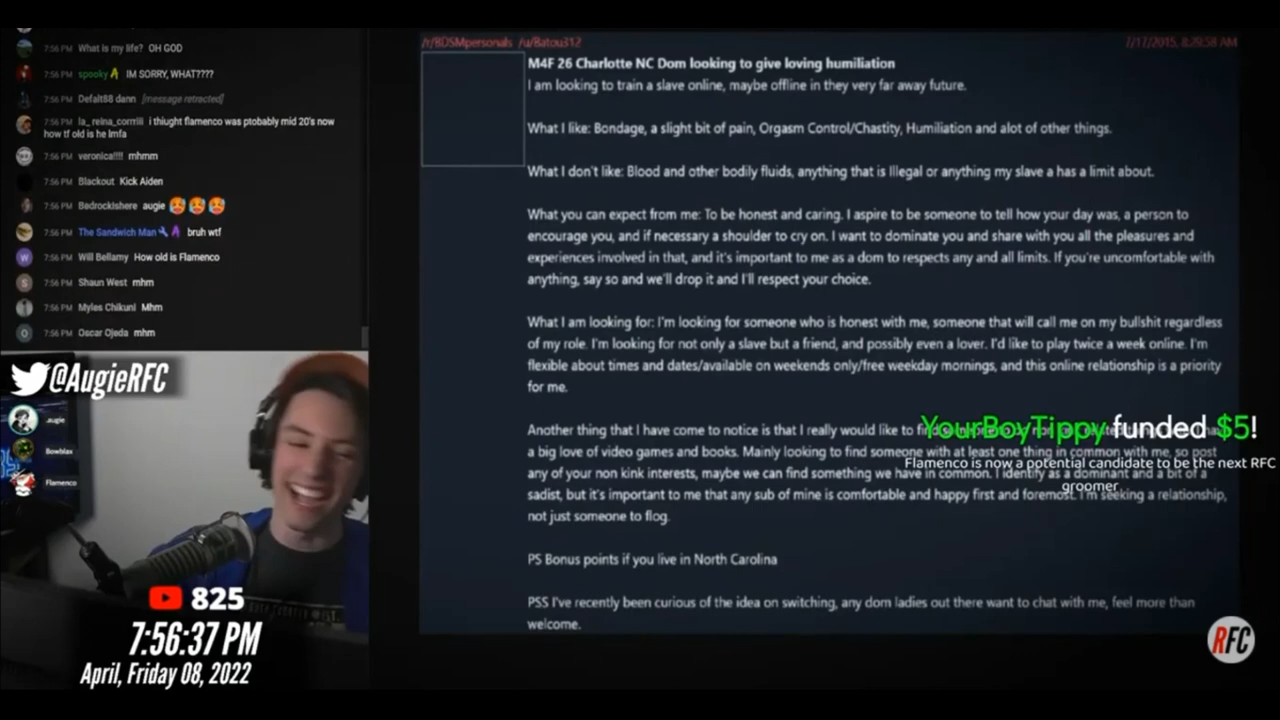 7:56 PM What is my life? OH GOD
7:56 PM spooky IM SORRY, WHAT????
7:56 PM Defalt88 dann [message retracted]
7:56 PM la_ reina_corrriii i thiught flamenco was ptobably mid 20's now
how tf old is he lmfa
7:56 PM veronica!!!! mhmm
7:56 PM Blackout Kick Aiden
7:56 PM BedrockIshere augie
7:56 PM The Sandwich Man bruh wtf
W 7:56 PM Will Bellamy How old is Flamenco
S 7:56 PM Shaun West mhm
7:56 PM Myles Chikuni Mhm
O 7:56 PM Oscar Ojeda mhm
@AugieRFC
.augie
Bowblax
Flamenco
825
7:56:37 PM
April, Friday 08, 2022
/r/BDSMpersonals /u/Batou312
7/17/2015, 8:29:58 AM
M4F 26 Charlotte NC Dom looking to give loving humiliation
I am looking to train a slave online, maybe offline in they very far away future.
What I like: Bondage, a slight bit of pain, Orgasm Control/Chastity, Humiliation and alot of other things.
What I don't like: Blood and other bodily fluids, anything that is Illegal or anything my slave a has a limit about.
What you can expect from me: To be honest and caring. I aspire to be someone to tell how your day was, a person to
encourage you, and if necessary a shoulder to cry on. I want to dominate you and share with you all the pleasures and
experiences involved in that, and it's important to me as a dom to respects any and all limits. If you're uncomfortable with
anything, say so and we'll drop it and I'll respect your choice.
What I am looking for: I'm looking for someone who is honest with me, someone that will call me on my bullshit regardless
of my role. I'm looking for not only a slave but a friend, and possibly even a lover. I'd like to play twice a week online. I'm
flexible about times and dates/available on weekends only/free weekday mornings, and this online relationship is a priority
for me.
Another thing that I have come to notice is that I really would like to
a big love of video games and books. Mainly looking to find someone with at least one thing in common with me, so post
any of your non kink interests, maybe we can find something we have in common. I identify as a dominant and a bit of a
sadist, but it's important to me that any sub of mine is comfortable and happy first and foremost. I'm seeking a relationship,
not just someone to flog.
PS Bonus points if you live in North Carolina
PSS I've recently been curious of the idea on switching, any dom ladies out there want to chat with me, feel more than
welcome.
YourBoyTippy funded $5!
Flamenco is now a potential candidate to be the next RFC
groomer
RFC